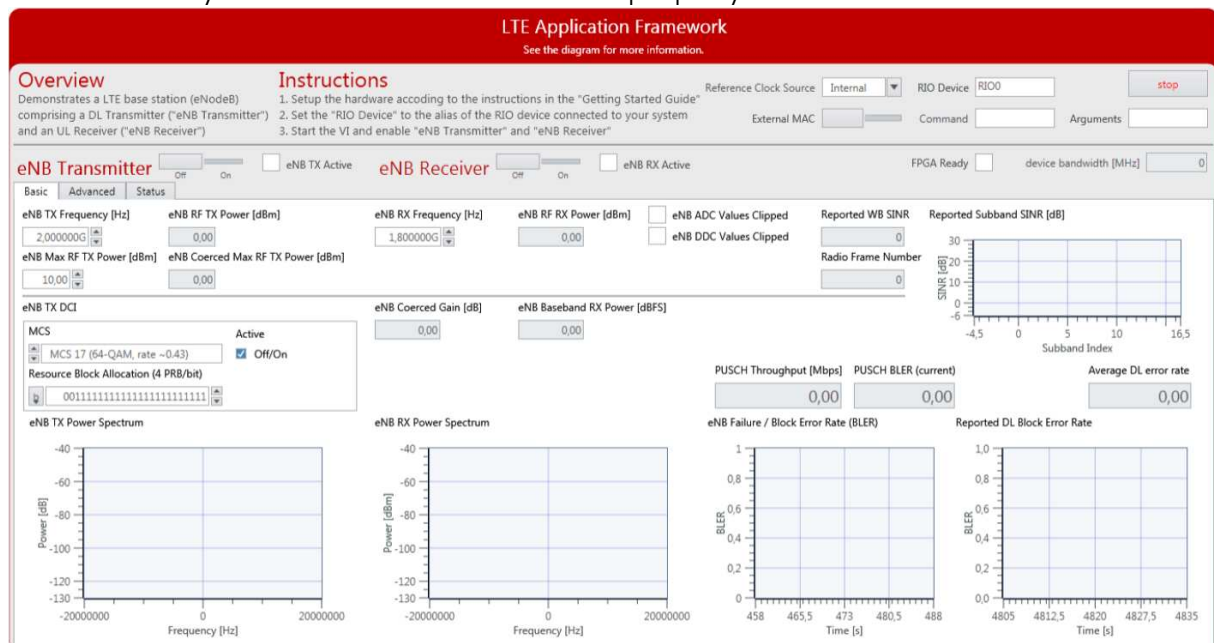 LTE Application Framework
See the diagram for more information.
Overview
Demonstrates a LTE base station (eNodeB)
comprising a DL Transmitter ("eNB Transmitter")
and an UL Receiver ("eNB Receiver")
Instructions
1. Setup the hardware accoding to the instructions in the "Getting Started Guide"
2. Set the "RIO Device" to the alias of the RIO device connected to your system
3. Start the VI and enable "eNB Transmitter" and "eNB Receiver"
Reference Clock Source Internal RIO Device RIO0 stop
External MAC Command Arguments
eNB Transmitter Off On eNB TX Active eNB Receiver Off On eNB RX Active FPGA Ready device bandwidth [MHz] 0
Basic Advanced Status
eNB TX Frequency [Hz] eNB RF TX Power [dBm]
2,000000G 0,00
eNB Max RF TX Power [dBm] eNB Coerced Max RF TX Power [dBm]
10,00 0,00
eNB RX Frequency [Hz] eNB RF RX Power [dBm] eNB ADC Values Clipped
1,800000G 0,00 eNB DDC Values Clipped
Reported WB SINR
0
Radio Frame Number
0
Reported Subband SINR [dB]
30
20
10
0
-6
SINR [dB]
-4,5 0 5 10 16,5
Subband Index
eNB TX DCI
MCS Active
MCS 17 (64-QAM, rate ~0.43) Off/On
Resource Block Allocation (4 PRB/bit)
eNB Coerced Gain [dB] eNB Baseband RX Power [dBFS]
0,00 0,00
PUSCH Throughput [Mbps] PUSCH BLER (current) Average DL error rate
0,00 0,00 0,00
eNB TX Power Spectrum
-40
-60
-80
-100
-120
-130
Power [dB]
-20000000 0 20000000
Frequency [Hz]
eNB RX Power Spectrum
-40
-60
-80
-100
-120
-130
Power [dBm]
-20000000 0 20000000
Frequency [Hz]
eNB Failure / Block Error Rate (BLER)
1
0,8
0,6
0,4
0,2
0
BLER
458 465,5 473 480,5 488
Time [s]
Reported DL Block Error Rate
1,0
0,8
0,6
0,4
0,2
0,0
BLER
4805 4812,5 4820 4827,5 4835
Time [s]